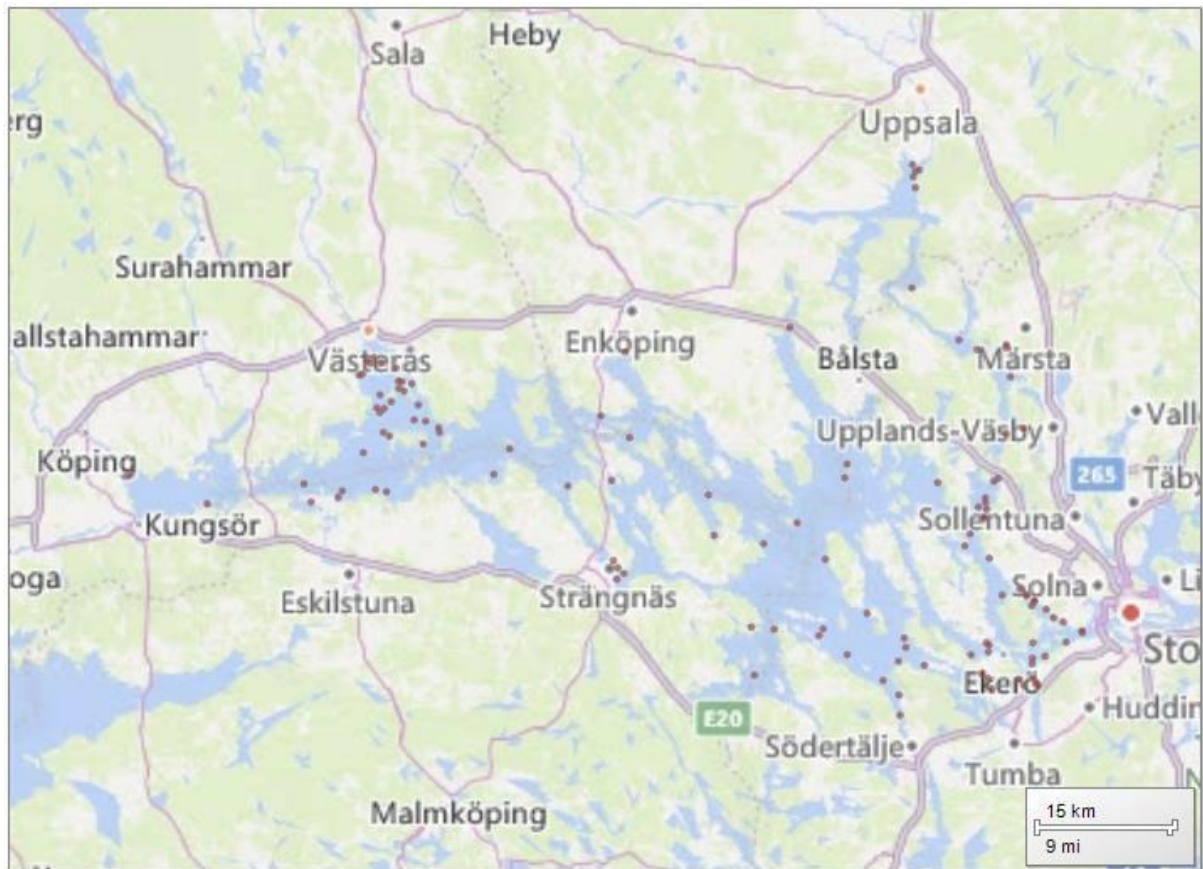 Heby
Sala
erg
Uppsala
Surahammar
allstahammar
Västerås
Enköping
Bålsta
Märsta
Vall
Upplands-Väsby
Köping
265
Täby
Kungsör
Sollentuna
oga
Eskilstuna
Strängnäs
Solna
Li
Sto
Ekerö
E20
Huddin
Södertälje
Tumba
N
Malmköping
15 km
9 mi